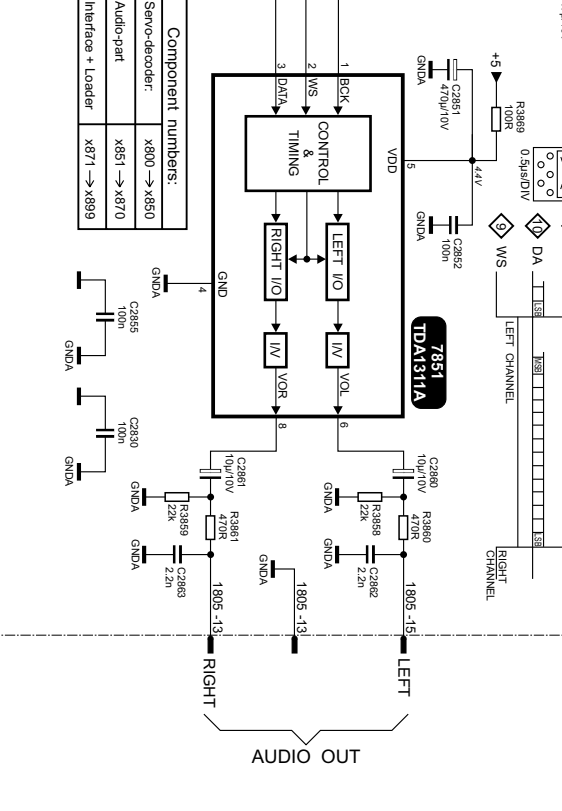 +5
R3869
100R
C2851
470µ/10V
GNDA
4.4V
C2852
100n
GNDA
0.5µs/DIV
10 DA
9 WS
LSB
MSB
LSB
LEFT CHANNEL
RIGHT
CHANNEL
Component numbers:
Servo-decoder: x800 → x850
Audio-part x851 → x870
Interface + Loader x871 → x899
1 BCK
2 WS
3 DATA
VDD
5
CONTROL
&
TIMING
LEFT I/O
RIGHT I/O
I/V
I/V
VOL
VOR
6
8
GND
4
GNDA
7851
TDA1311A
C2855
100n
GNDA
C2830
100n
GNDA
C2860
10µ/10V
R3858
22k
GNDA
R3860
470R
C2862
2.2n
GNDA
1805 -15
LEFT
C2861
10µ/10V
R3859
22k
GNDA
R3861
470R
C2863
2.2n
GNDA
GNDA
1805 -13
1805 -13
RIGHT
AUDIO OUT